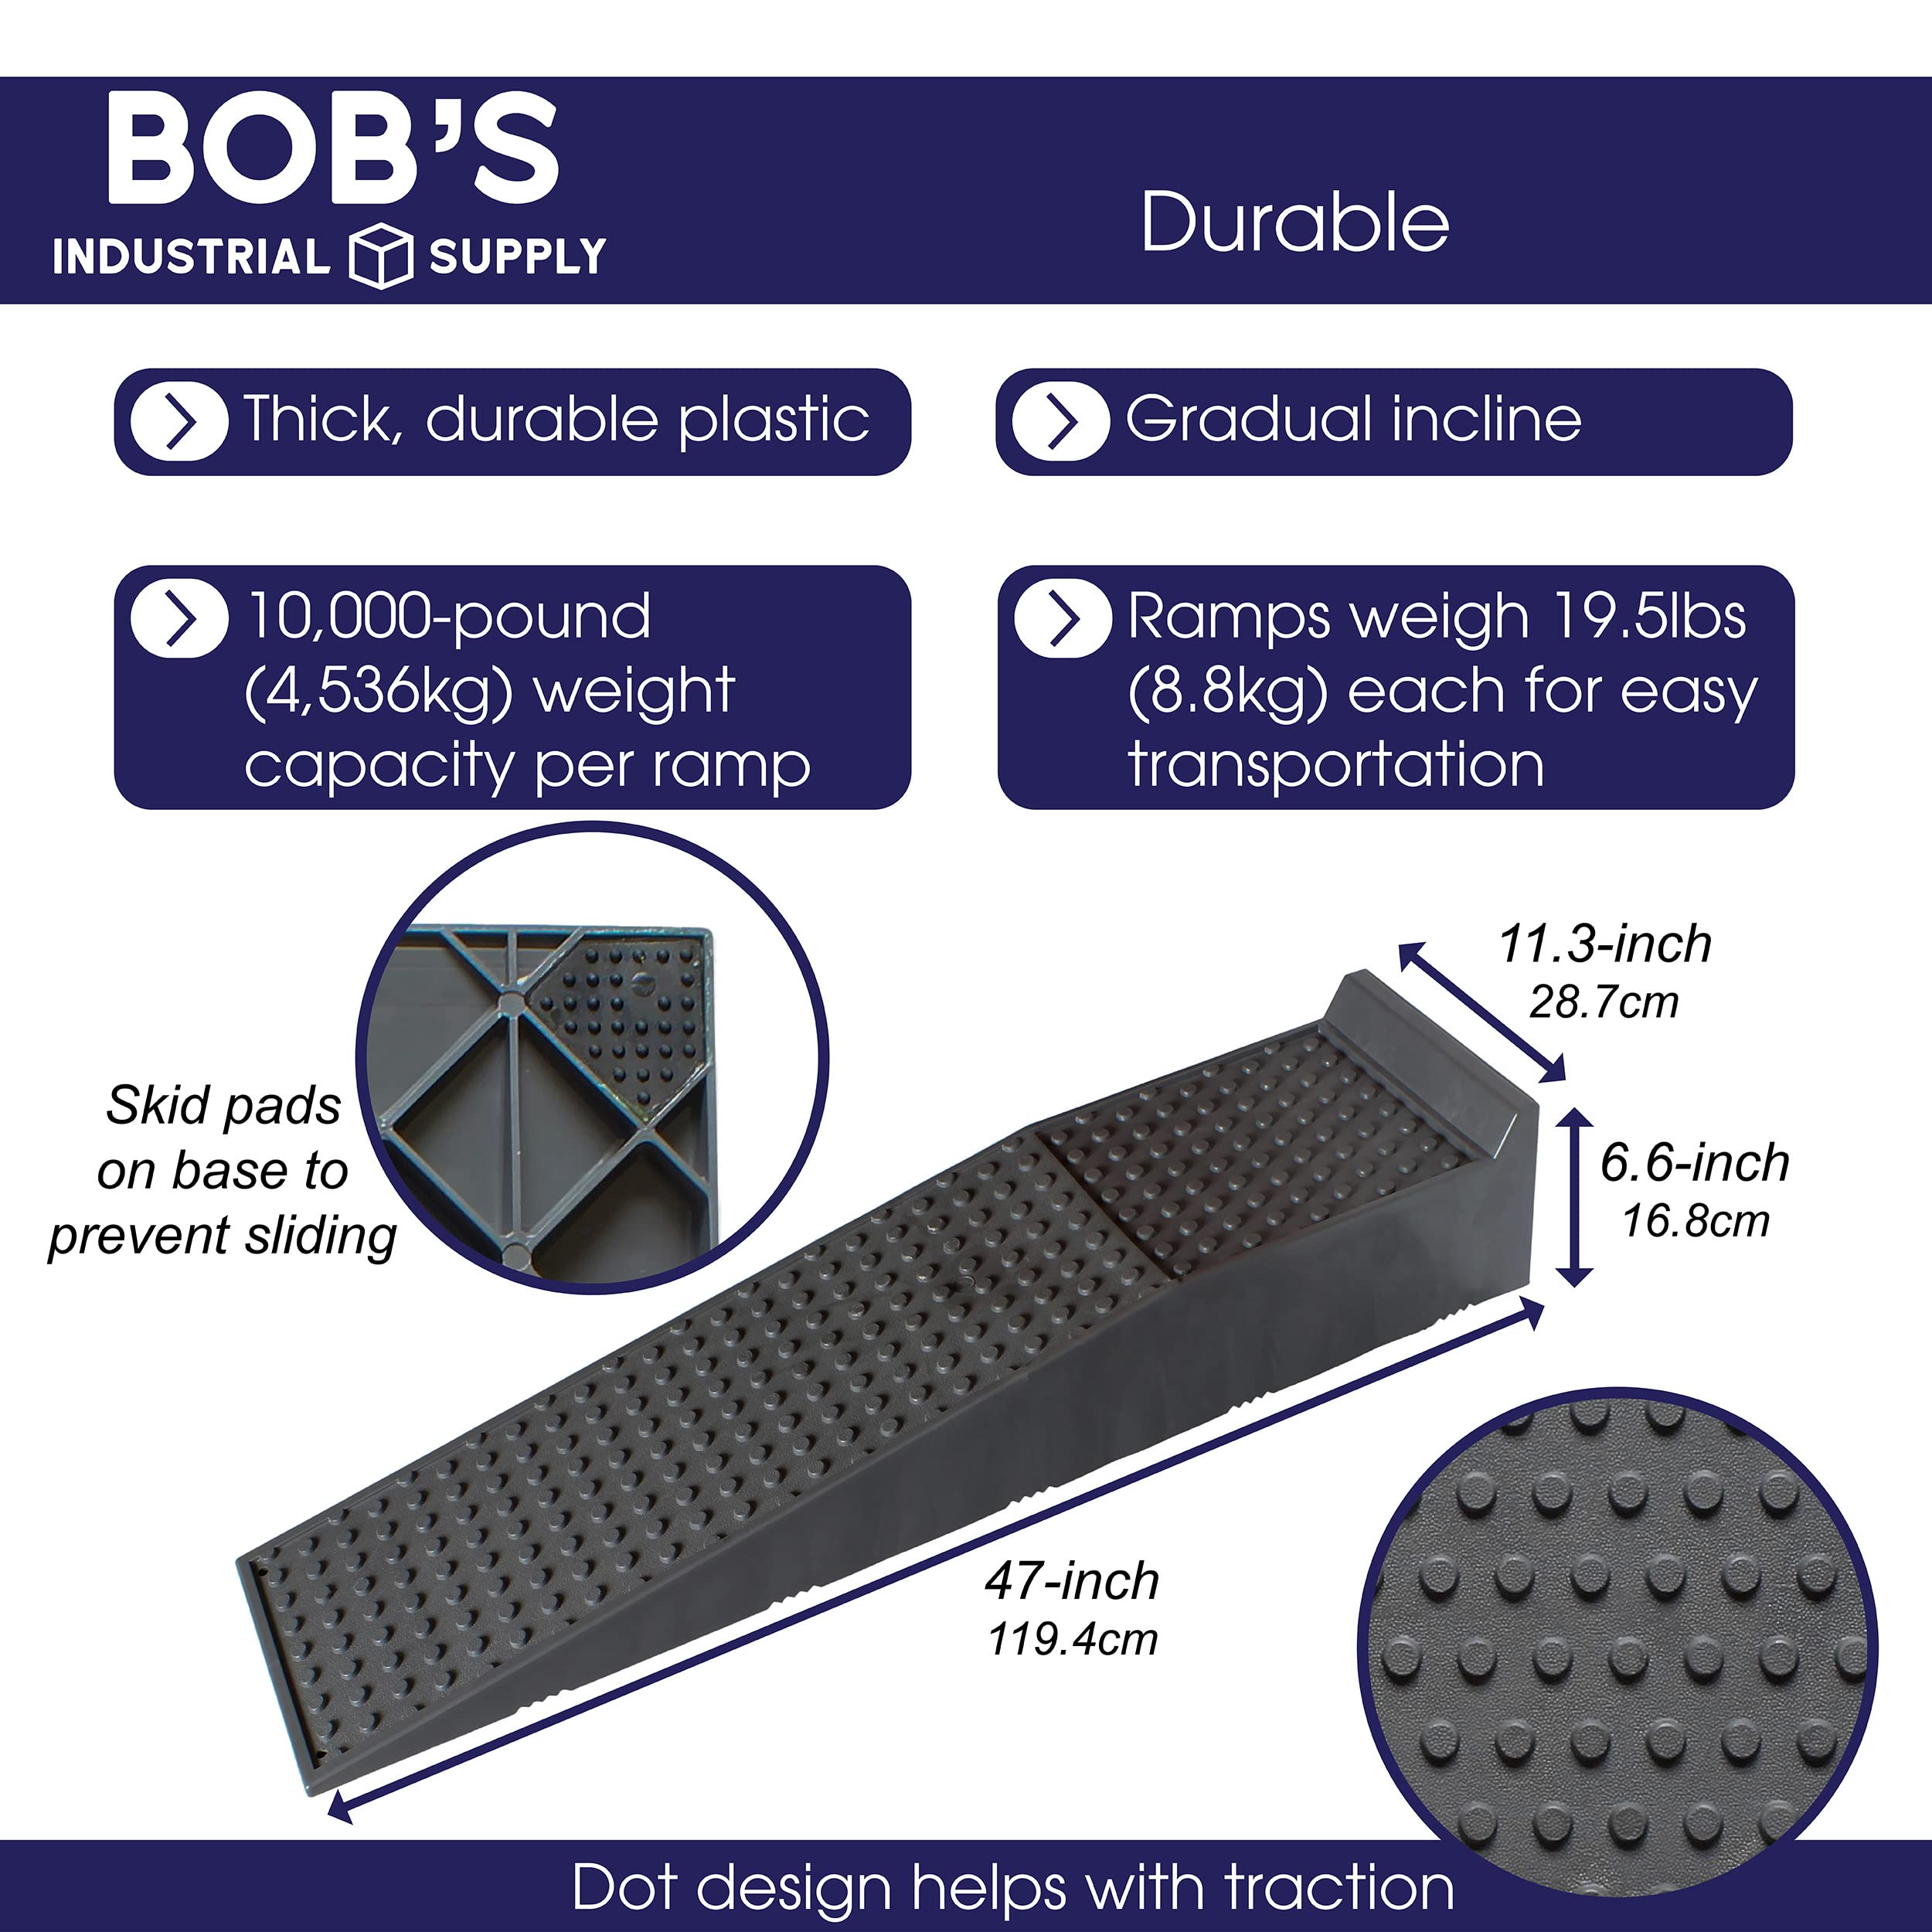 BOB'S
INDUSTRIAL SUPPLY
Durable
Thick, durable plastic
Gradual incline
10,000-pound
(4,536kg) weight
capacity per ramp
Ramps weigh 19.5lbs
(8.8kg) each for easy
transportation
Skid pads
on base to
prevent sliding
11.3-inch
28.7cm
6.6-inch
16.8cm
47-inch
119.4cm
Dot design helps with traction